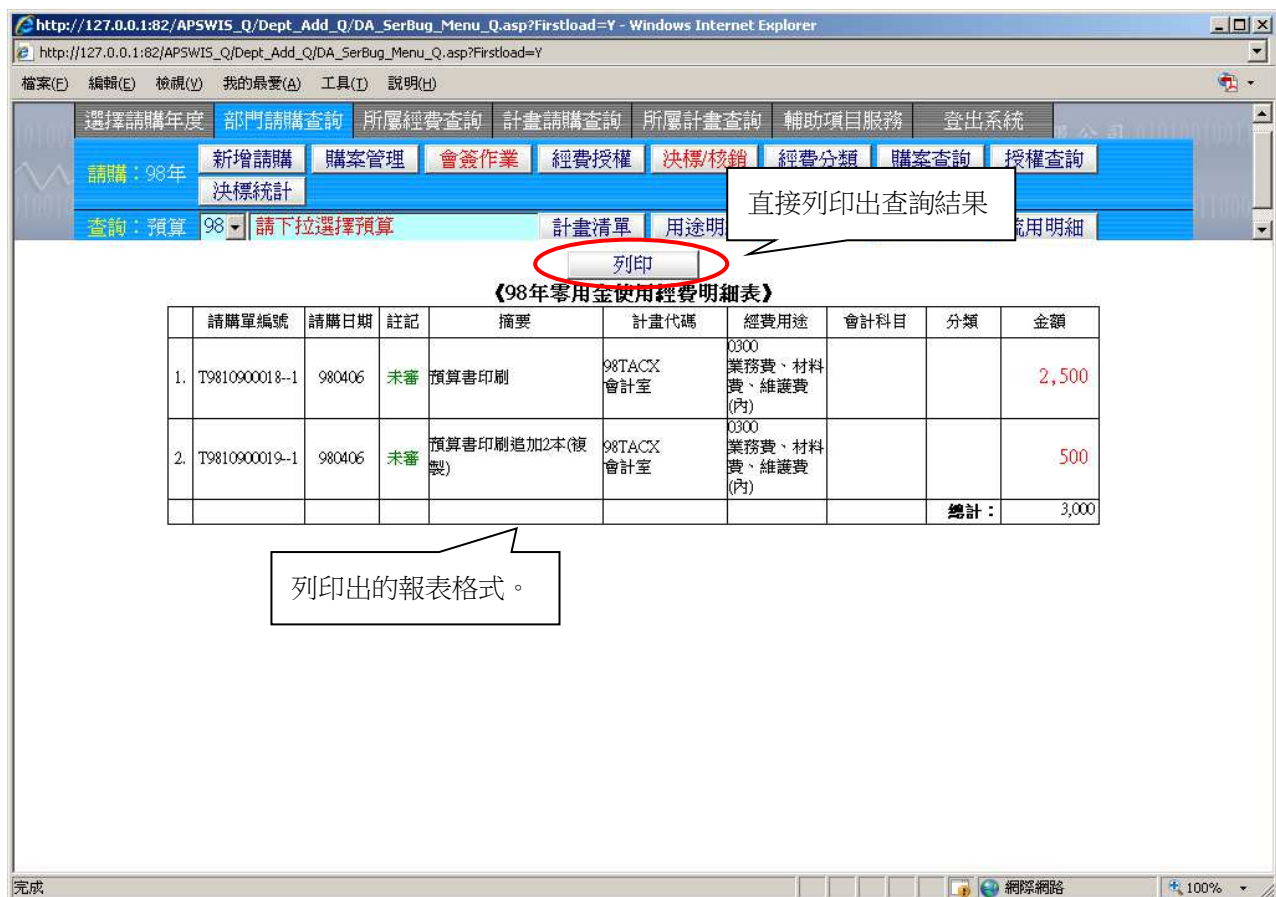 http://127.0.0.1:82/APSWIS_Q/Dept_Add_Q/DA_SerBug_Menu_Q.asp?Firstload=Y - Windows Internet Explorer
http://127.0.0.1:82/APSWIS_Q/Dept_Add_Q/DA_SerBug_Menu_Q.asp?Firstload=Y
檔案(F) 編輯(E) 檢視(V) 我的最愛(A) 工具(T) 說明(H)
選擇請購年度 部門請購查詢 所屬經費查詢 計畫請購查詢 所屬計畫查詢 輔助項目服務 登出系統
請購：98年 新增請購 購案管理 會簽作業 經費授權 決標/核銷 經費分類 購案查詢 授權查詢
決標統計
直接列印出查詢結果
查詢：預算 98 請下拉選擇預算 計畫清單 用途明 流用明細
列印
《98年零用金使用經費明細表》
請購單編號 請購日期 註記 摘要 計畫代碼 經費用途 會計科目 分類 金額
1. T9810900018--1 980406 未審 預算書印刷 98TACX 會計室 0300 業務費、材料費、維護費(內) 2,500
2. T9810900019--1 980406 未審 預算書印刷追加2本(複製) 98TACX 會計室 0300 業務費、材料費、維護費(內) 500
總計： 3,000
列印出的報表格式。
完成 網際網路 100%